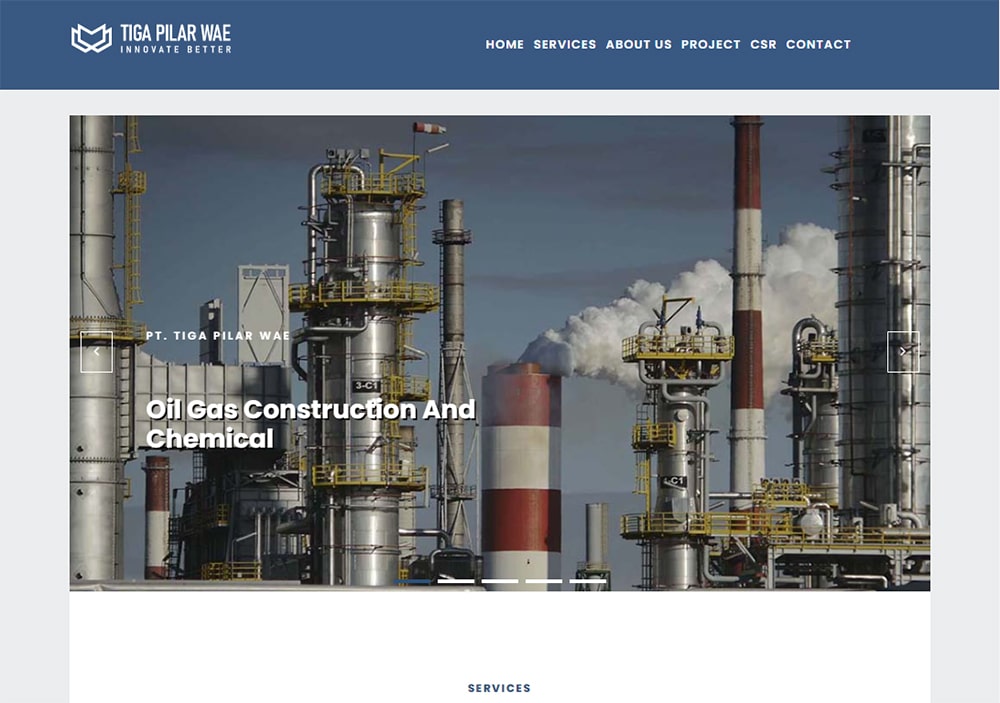 TIGA PILAR WAE
INNOVATE BETTER
HOME SERVICES ABOUT US PROJECT CSR CONTACT
PT. TIGA PILAR WAE
3-C1
Oil Gas Construction And
Chemical
SERVICES